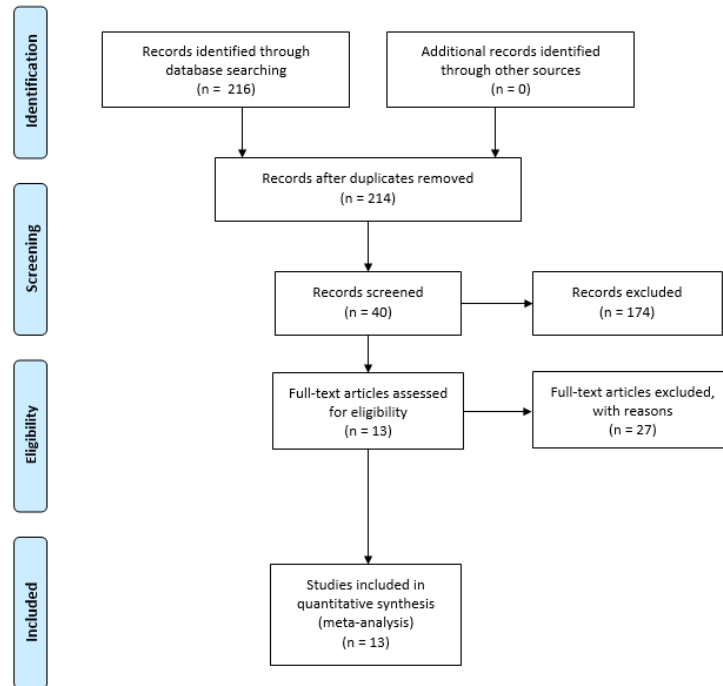 Identification
Records identified through
database searching
(n =  216)
Additional records identified
through other sources
(n = 0)
Records after duplicates removed
(n = 214)
Screening
Records screened
(n = 40)
Records excluded
(n = 174)
Eligibility
Full-text articles assessed
for eligibility
(n = 13)
Full-text articles excluded,
with reasons
(n = 27)
Included
Studies included in
quantitative synthesis
(meta-analysis)
(n = 13)